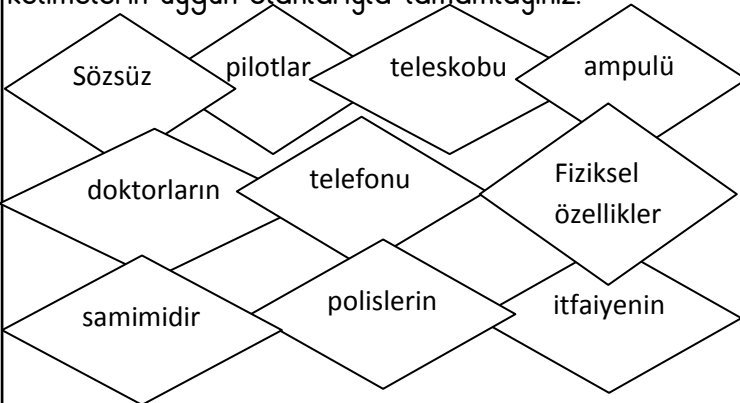 kelimelerin uygun olanlarıyla tamamlayınız.
Sözsüz
pilotlar
teleskobu
ampulü
doktorların
telefonu
Fiziksel
özellikler
samimidir
polislerin
itfaiyenin